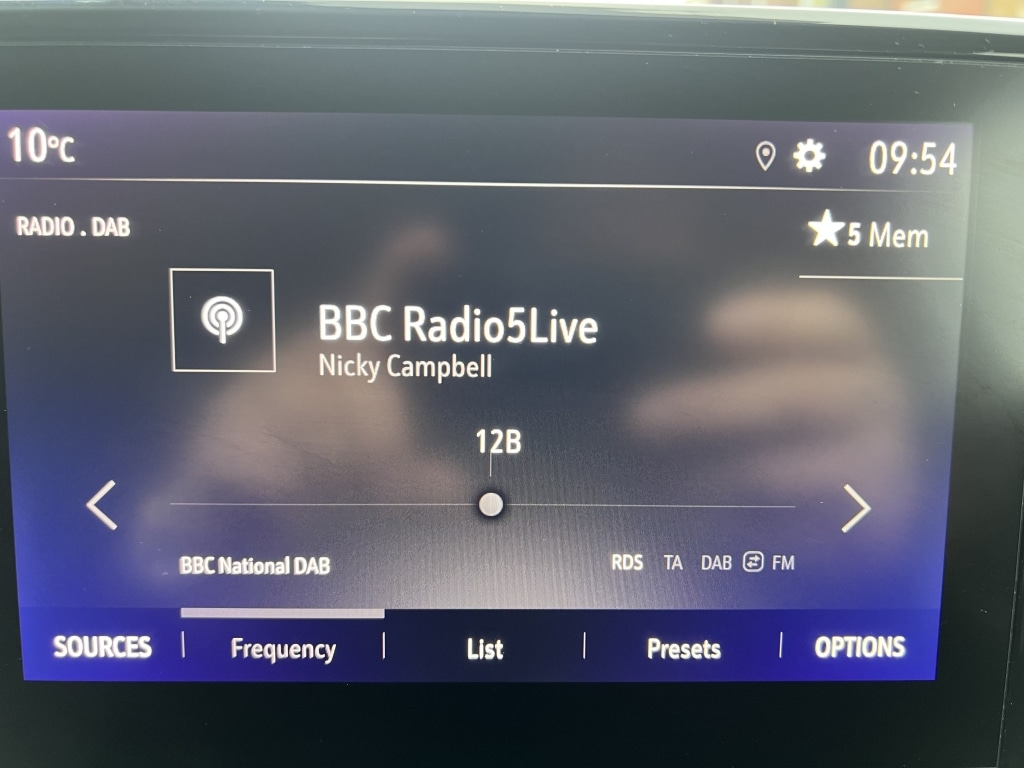 10°C 09:54
RADIO . DAB
★5 Mem
BBC Radio5Live
Nicky Campbell
12B
BBC National DAB RDS TA DAB FM
SOURCES Frequency List Presets OPTIONS